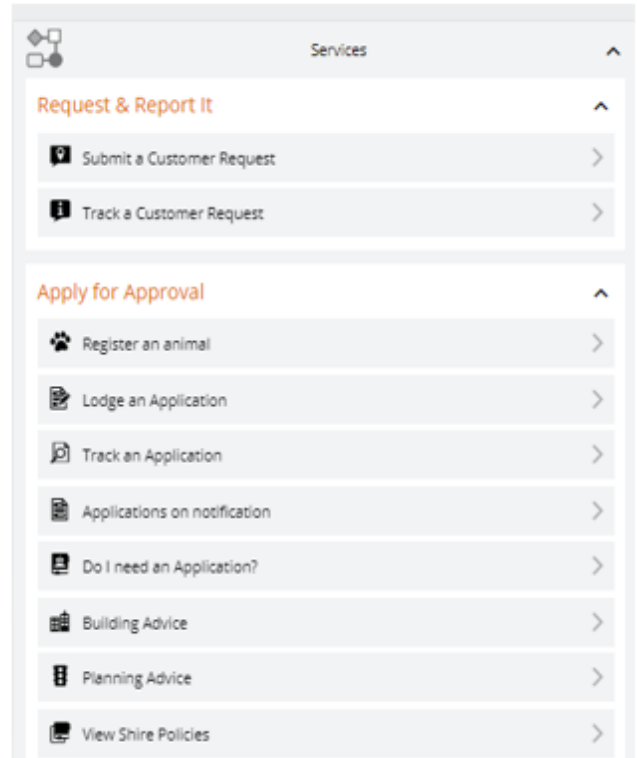 Services
Request & Report It
Submit a Customer Request
Track a Customer Request
Apply for Approval
Register an animal
Lodge an Application
Track an Application
Applications on notification
Do I need an Application?
Building Advice
Planning Advice
View Shire Policies